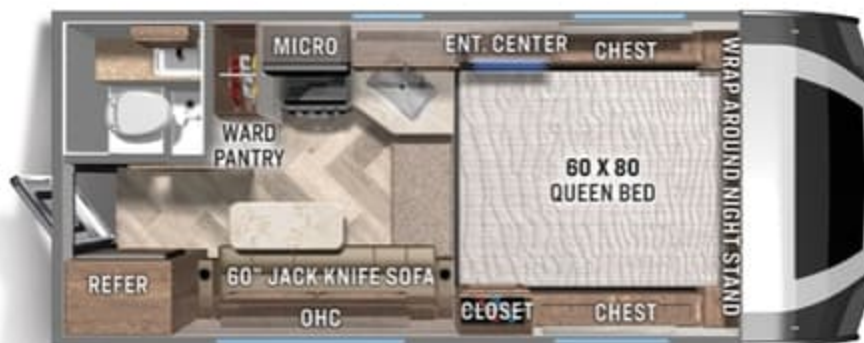 MICRO
ENT. CENTER
CHEST
WRAP AROUND NIGHT STAND
WARD
PANTRY
60 X 80
QUEEN BED
REFER
60" JACK KNIFE SOFA
OHC
CLOSET
CHEST